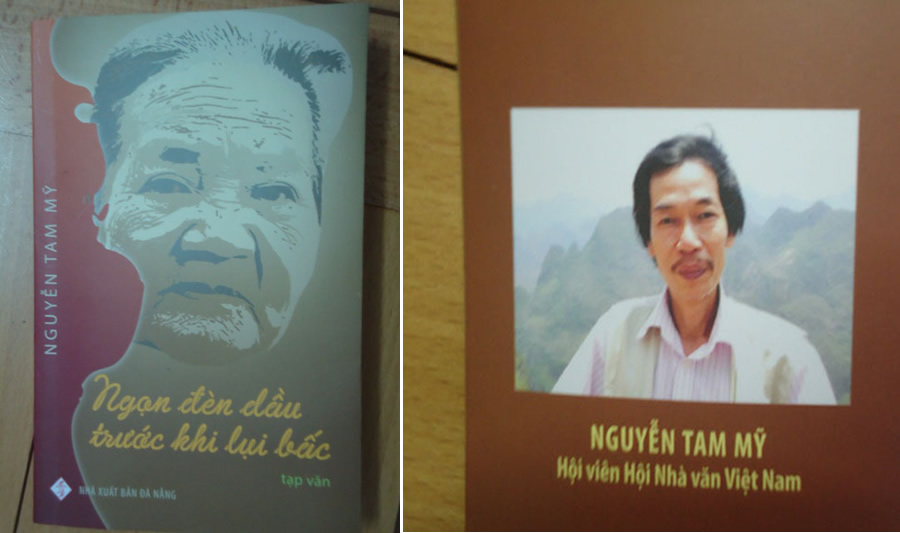 NGUYỄN TAM MỸ
Ngọn đèn dầu
trước khi lụi bấc
tạp văn
NHÀ XUẤT BẢN ĐÀ NẴNG
NGUYỄN TAM MỸ
Hội viên Hội Nhà văn Việt Nam